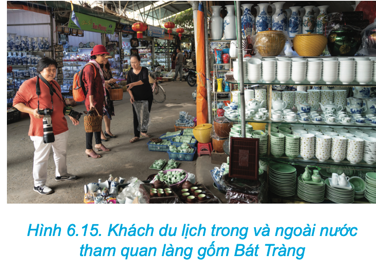 Hình 6.15. Khách du lịch trong và ngoài nước
tham quan làng gốm Bát Tràng